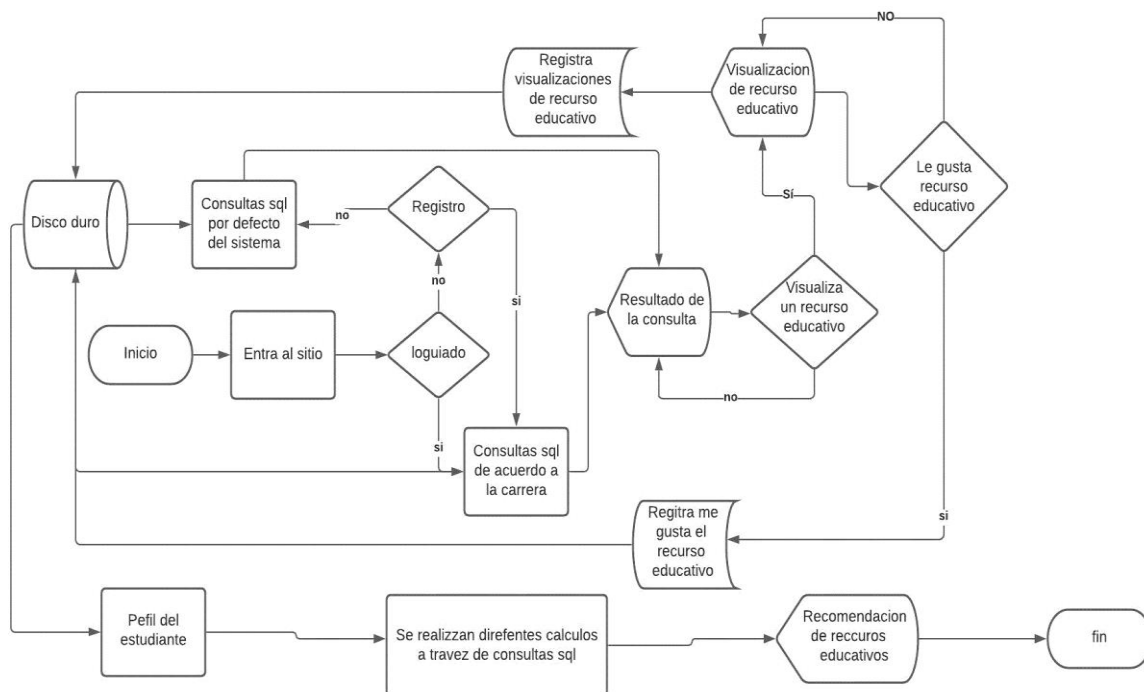 NO
Registra
visualizaciones
de recurso
educativo
Visualizacion
de recurso
educativo
Le gusta
recurso
educativo
Sí
Disco duro
Consultas sql
por defecto
del sistema
no
Registro
no
si
Resultado de
la consulta
Visualiza
un recurso
educativo
Inicio
Entra al sitio
loguiado
no
si
Consultas sql
de acuerdo a
la carrera
Regitra me
gusta el
recurso
educativo
si
Pefil del
estudiante
Se realizzan direfentes calculos
a travez de consultas sql
Recomendacion
de reccuros
educativos
fin